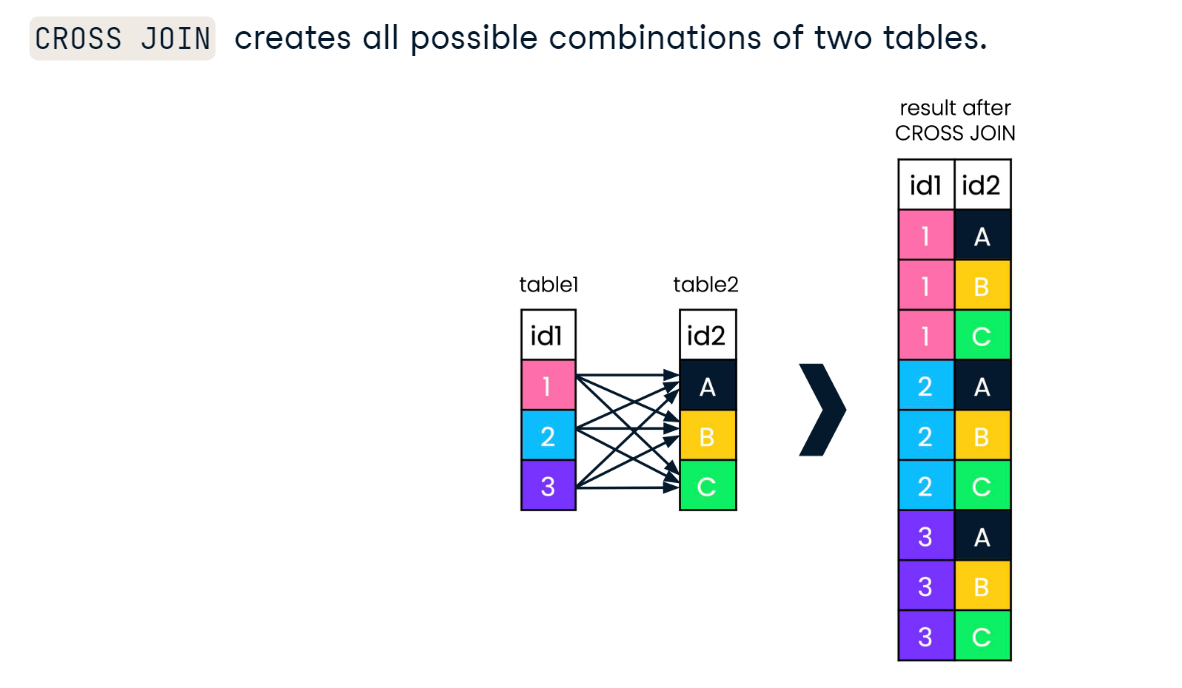 CROSS JOIN creates all possible combinations of two tables.
result after
CROSS JOIN
id1 id2
1 A
1 B
1 C
2 A
2 B
2 C
3 A
3 B
3 C
table1 table2
id1 id2
1 A
2 B
3 C